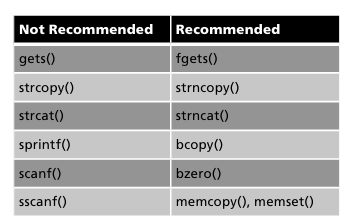 Not Recommended Recommended
gets() fgets()
strcopy() strncopy()
strcat() strncat()
sprintf() bcopy()
scanf() bzero()
sscanf() memcopy(), memset()